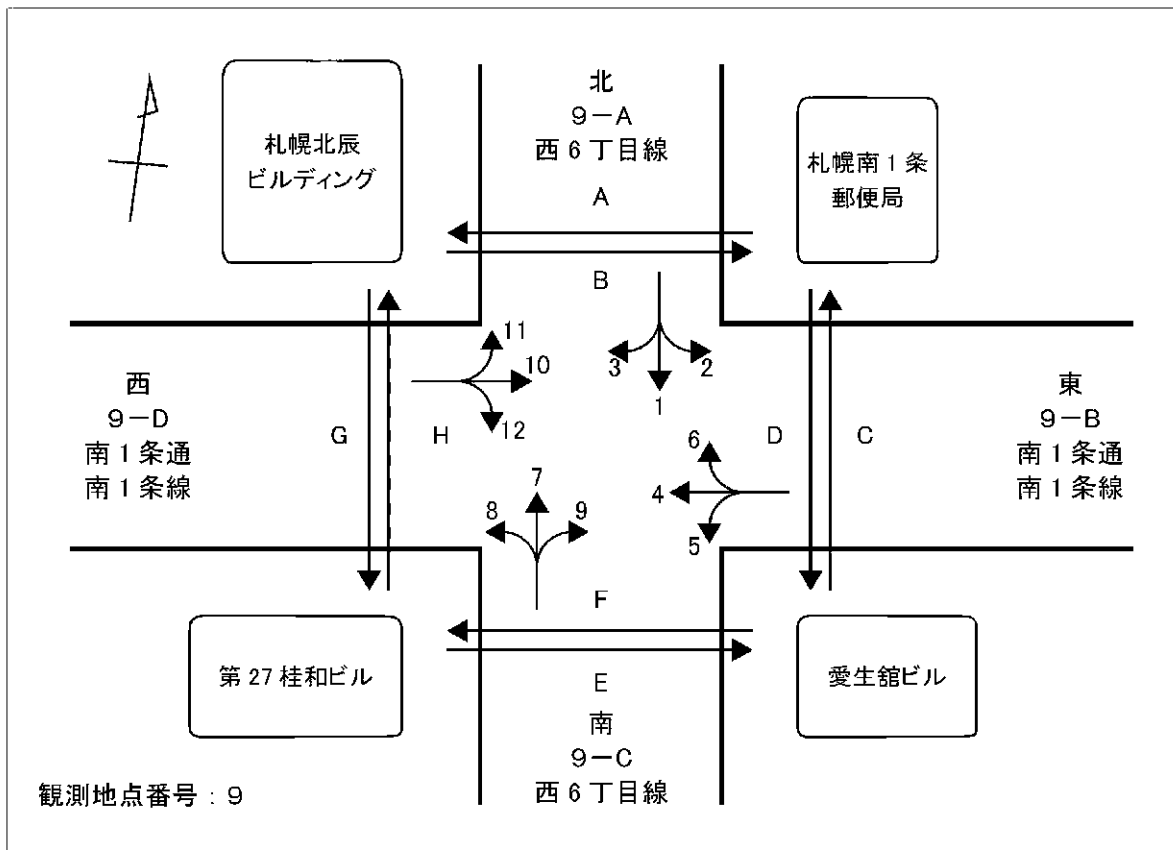 北
9-A
西6丁目線
札幌北辰
ビルディング
札幌南1条
郵便局
A
B
11
10
12
3
2
1
西
9-D
南1条通
南1条線
G
H
D
C
東
9-B
南1条通
南1条線
6
4
5
7
8
9
F
E
第27桂和ビル
愛生舘ビル
南
9-C
西6丁目線
観測地点番号:9